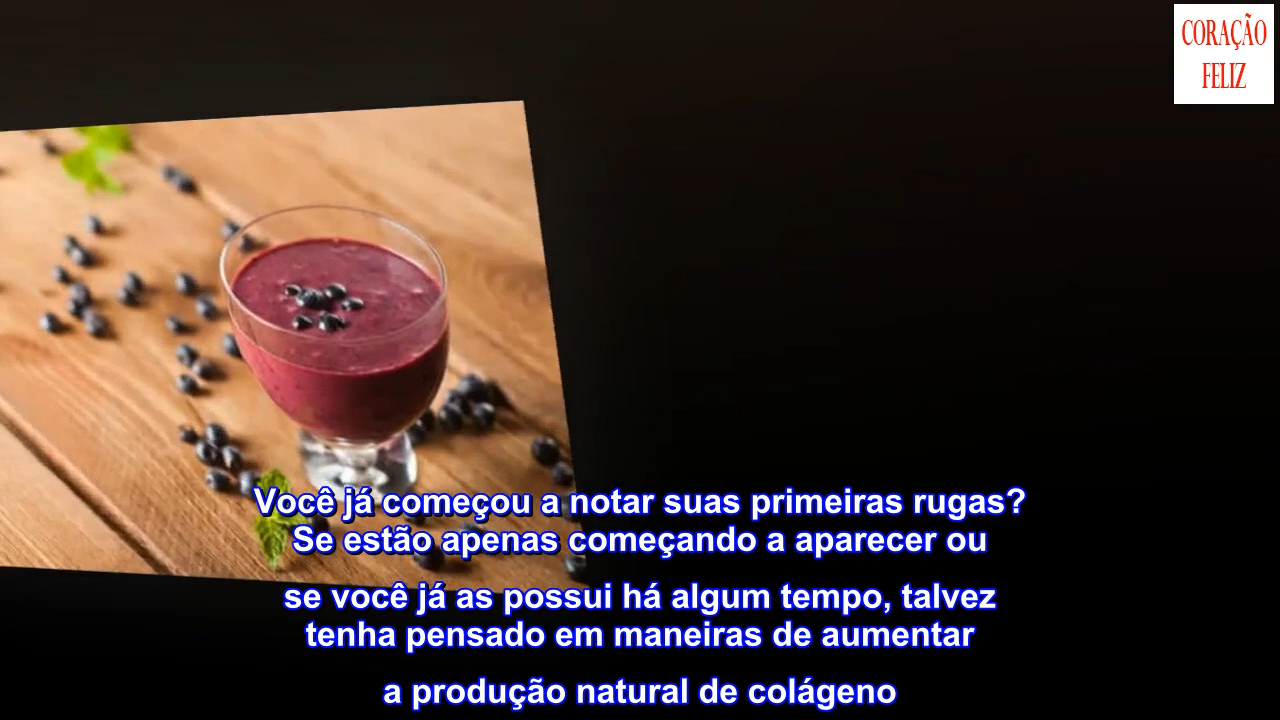 CORAÇÃO
FELIZ
Você já começou a notar suas primeiras rugas?
Se estão apenas começando a aparecer ou
se você já as possui há algum tempo, talvez
tenha pensado em maneiras de aumentar
a produção natural de colágeno